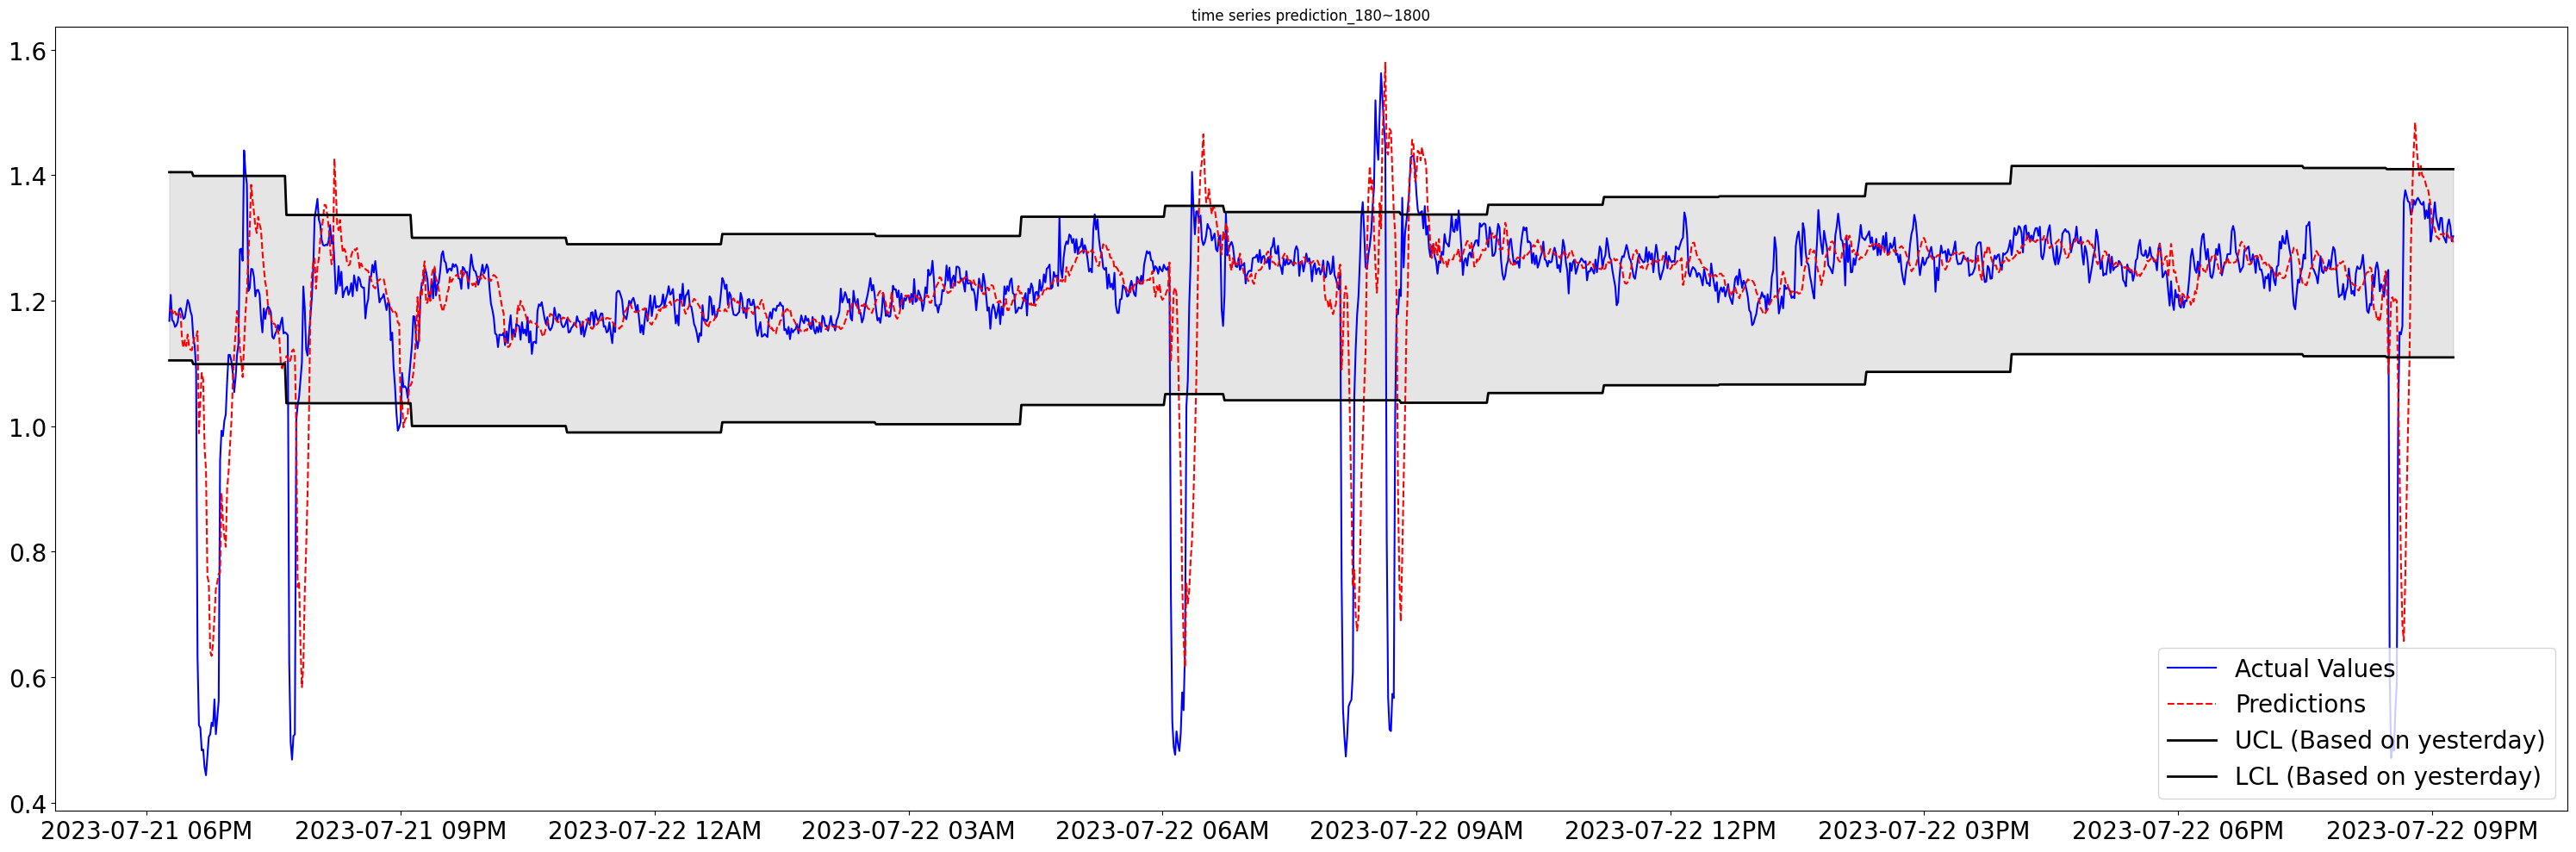 time series prediction_180~1800
1.6
1.4
1.2
1.0
0.8
0.6
0.4
2023-07-21 06PM 2023-07-21 09PM 2023-07-22 12AM 2023-07-22 03AM 2023-07-22 06AM 2023-07-22 09AM 2023-07-22 12PM 2023-07-22 03PM 2023-07-22 06PM 2023-07-22 09PM
Actual Values
Predictions
UCL (Based on yesterday)
LCL (Based on yesterday)